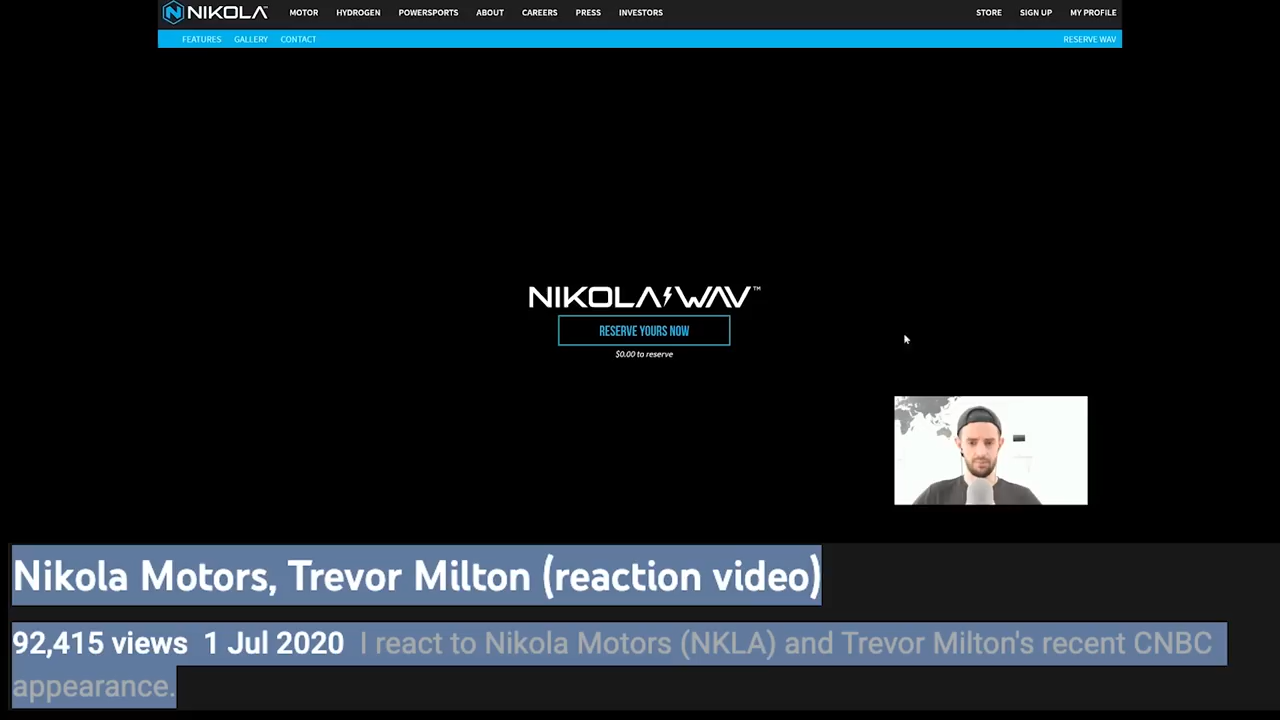 NIKOLA MOTOR HYDROGEN POWERSPORTS ABOUT CAREERS PRESS INVESTORS STORE SIGN UP MY PROFILE
FEATURES GALLERY CONTACT RESERVE WAV
NIKOLA WAV™
RESERVE YOURS NOW
$0.00 to reserve
Nikola Motors, Trevor Milton (reaction video)
92,415 views 1 Jul 2020 I react to Nikola Motors (NKLA) and Trevor Milton's recent CNBC
appearance.